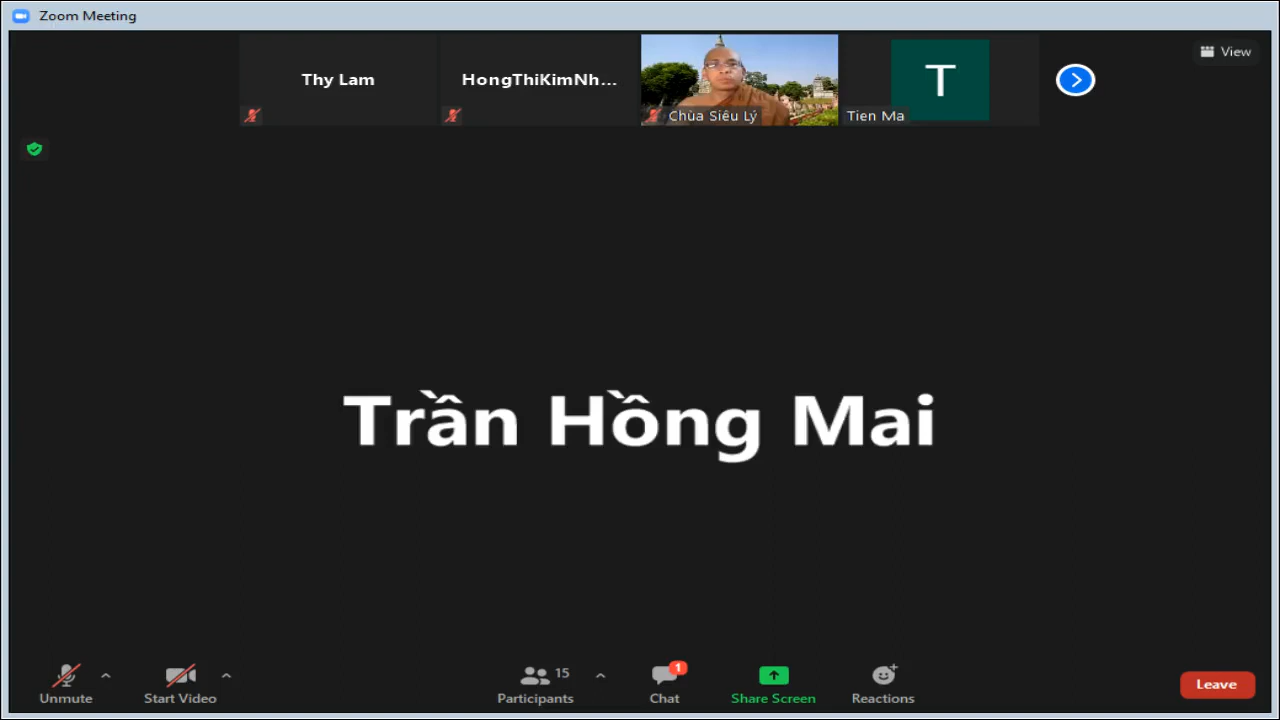 Zoom Meeting
Thy Lam
HongThiKimNh...
Chùa Siêu Lý
T
Tien Ma
View
Trần Hồng Mai
Unmute
Start Video
15
Participants
1
Chat
Share Screen
Reactions
Leave